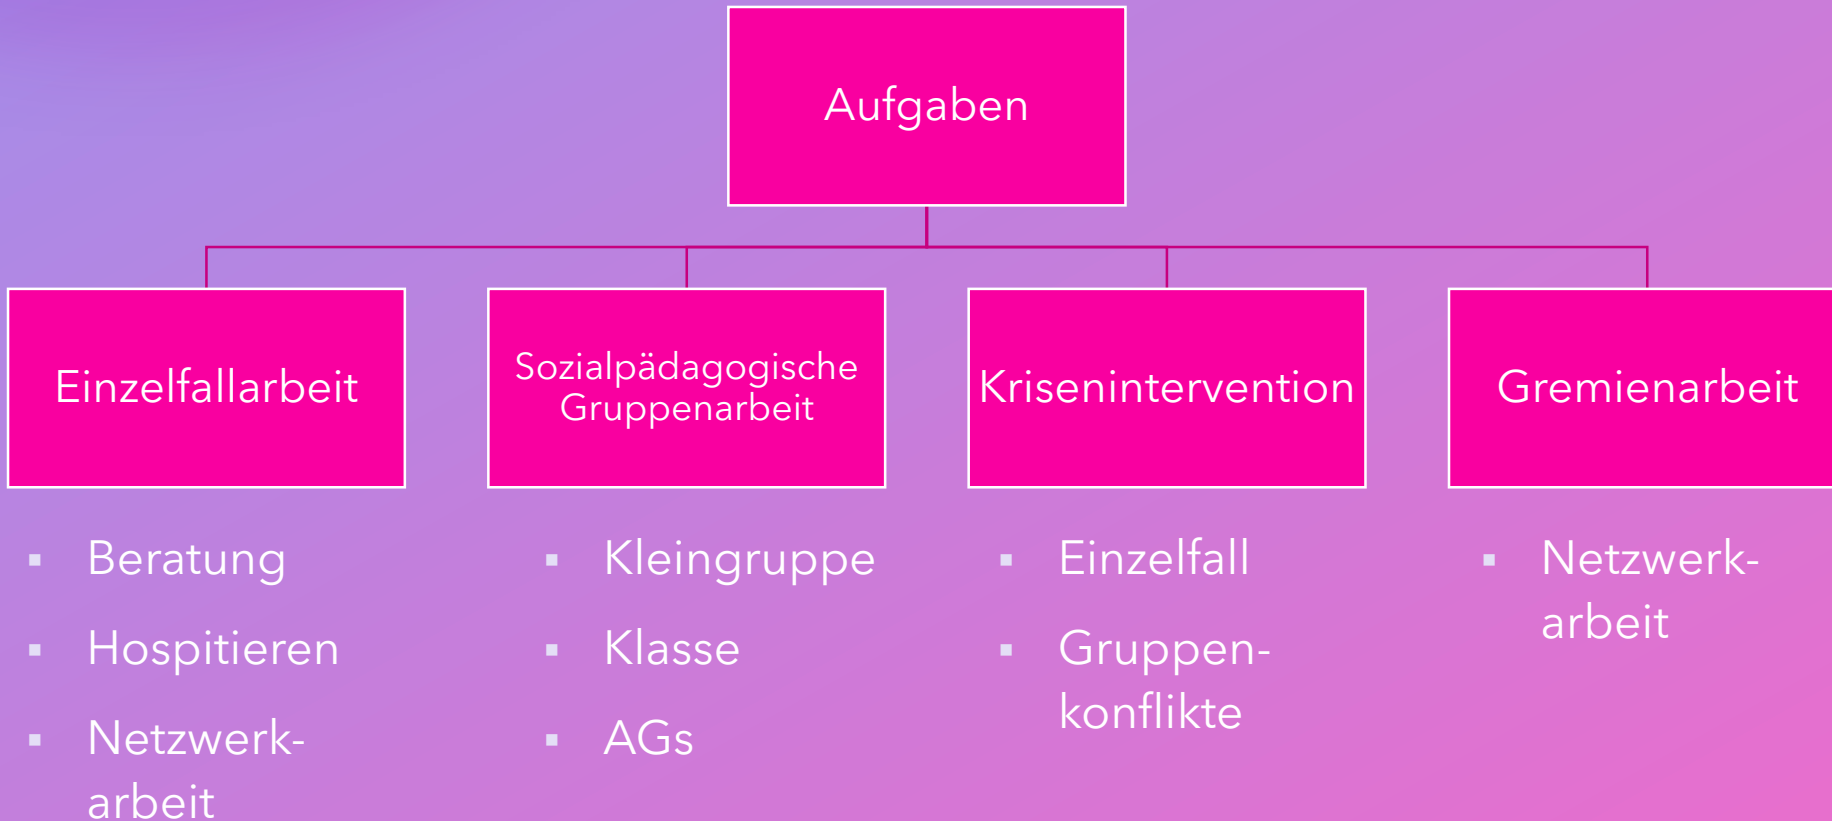 Aufgaben
Einzelfallarbeit
Sozialpädagogische
Gruppenarbeit
Krisenintervention
Gremienarbeit
▪ Beratung
▪ Hospitieren
▪ Netzwerk-
arbeit
▪ Kleingruppe
▪ Klasse
▪ AGs
▪ Einzelfall
▪ Gruppen-
konflikte
▪ Netzwerk-
arbeit